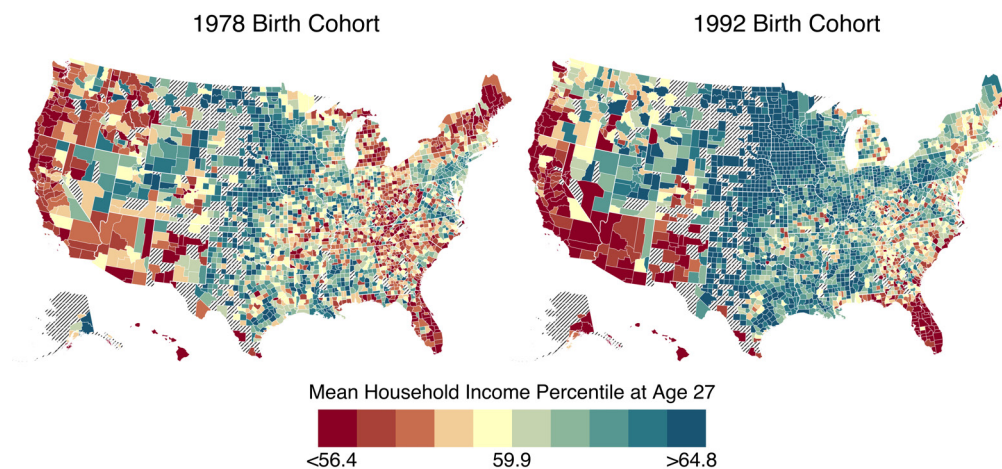 1978 Birth Cohort
1992 Birth Cohort
Mean Household Income Percentile at Age 27
<56.4 59.9 >64.8